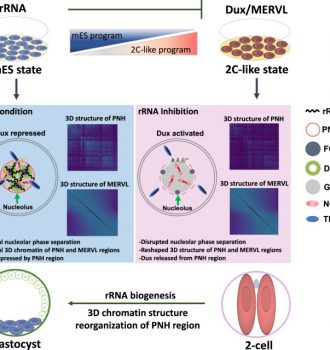 rRNA
Dux/MERVL
mES program
2C-like program
mES state
2C-like state
ondition
rRNA Inhibition
Dux repressed
3D structure of PNH
Dux activated
3D structure of PNH
3D structure of MERVL
3D structure of MERVL
Nucleolus
Nucleolus
l nucleolar phase separation
-Disrupted nucleolar phase separation
al 3D chromatin of PNH and MERVL regions
-Reshaped 3D structure of PNH and MERVL regions
pressed by PNH region
-Dux released from PNH region
rRNA biogenesis
3D chromatin structure
reorganization of PNH region
astocyst
2-cell